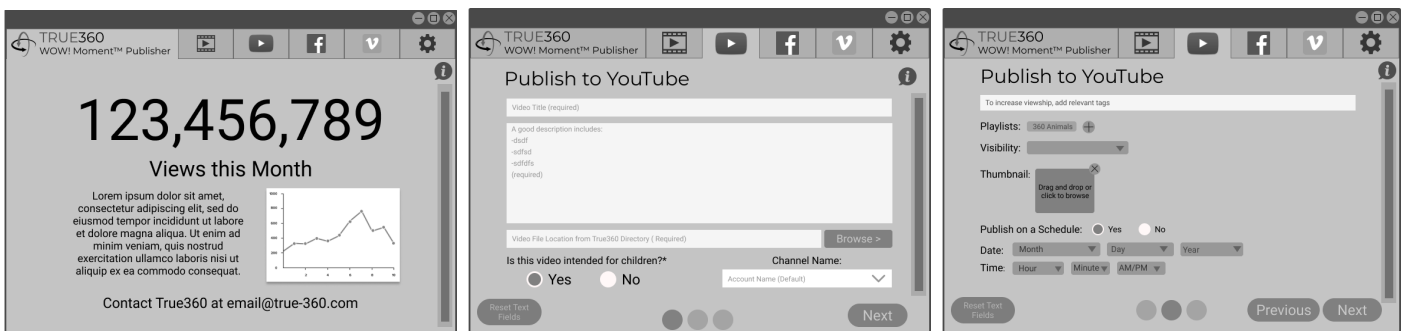 TRUE360
WOW! Moment™ Publisher
123,456,789
Views this Month
Lorem ipsum dolor sit amet,
consectetur adipiscing elit, sed do
eiusmod tempor incididunt ut labore
et dolore magna aliqua. Ut enim ad
minim veniam, quis nostrud
exercitation ullamco laboris nisi ut
aliquip ex ea commodo consequat.
Contact True360 at email@true-360.com
TRUE360
WOW! Moment™ Publisher
Publish to YouTube
Video Title (required)
A good description includes:
-dsdf
-sdfsd
-sdfdfs
(required)
Video File Location from True360 Directory ( Required)
Browse >
Is this video intended for children?*
Yes
No
Channel Name:
Account Name (Default)
Reset Text
Fields
Next
TRUE360
WOW! Moment™ Publisher
Publish to YouTube
To increase viewship, add relevant tags
Playlists: 360 Animals
Visibility:
Thumbnail:
Drag and drop or
click to browse
Publish on a Schedule: Yes No
Date: Month Day Year
Time: Hour Minute AM/PM
Reset Text
Fields
Previous
Next